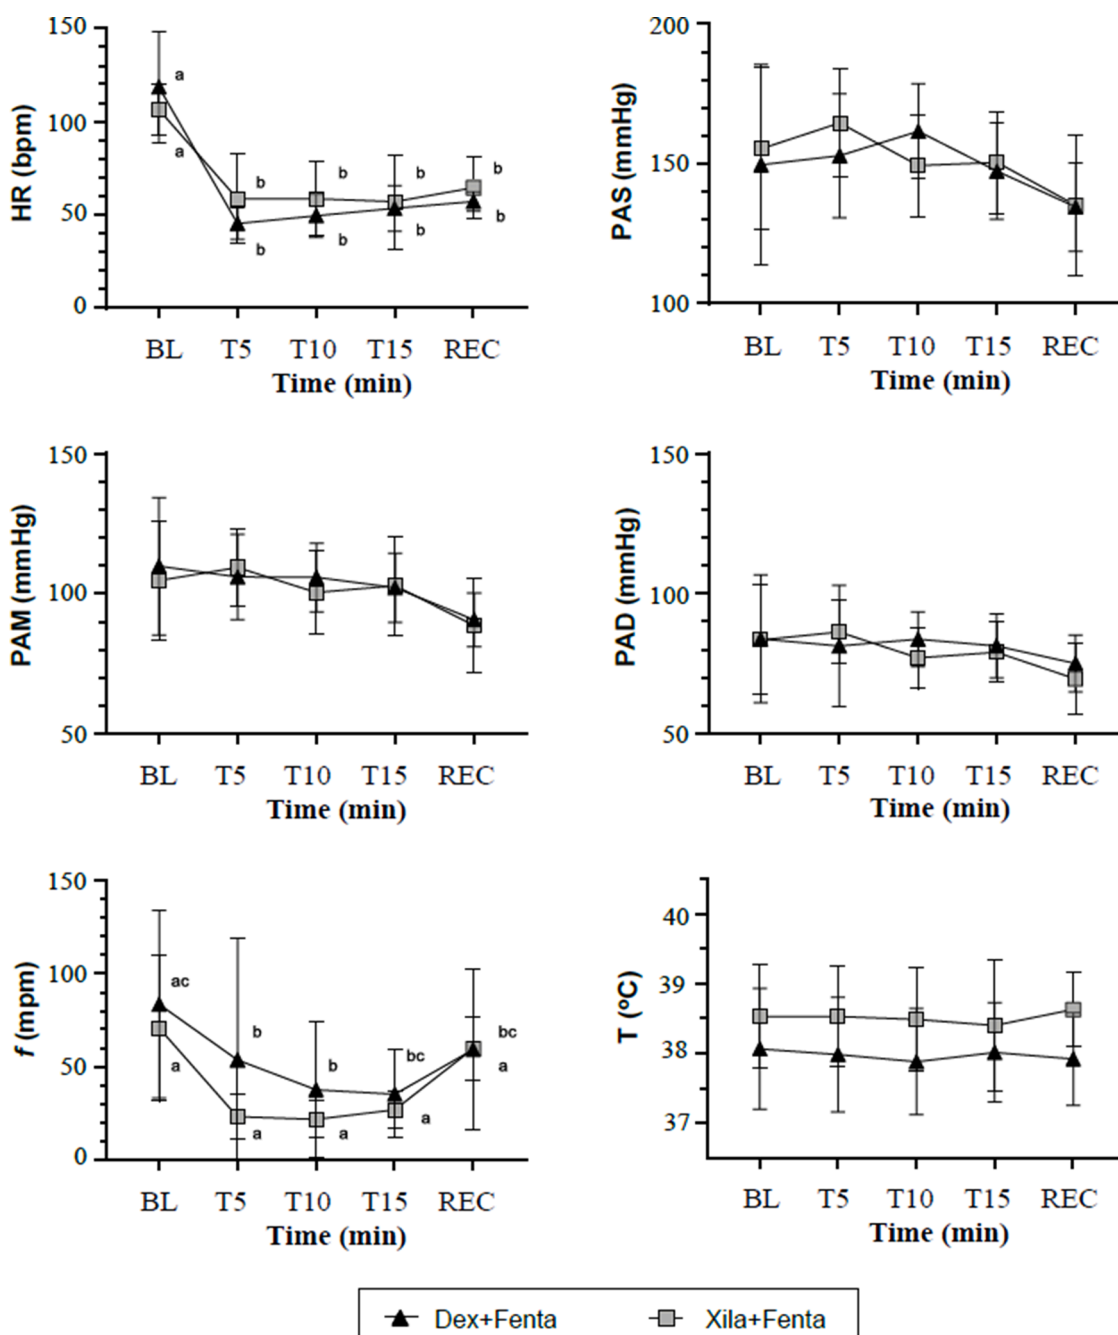 150
100
50
0
HR (bpm)
a
a
b
b
b
b
b
b
b
b
BL T5 T10 T15 REC
Time (min)
200
150
100
PAS (mmHg)
BL T5 T10 T15 REC
Time (min)
150
100
50
PAM (mmHg)
BL T5 T10 T15 REC
Time (min)
150
100
50
PAD (mmHg)
BL T5 T10 T15 REC
Time (min)
150
100
50
0
f (mpm)
ac
a
b
a
b
a
bc
a
bc
a
BL T5 T10 T15 REC
Time (min)
40
39
38
37
T (ºC)
BL T5 T10 T15 REC
Time (min)
Dex+Fenta Xila+Fenta